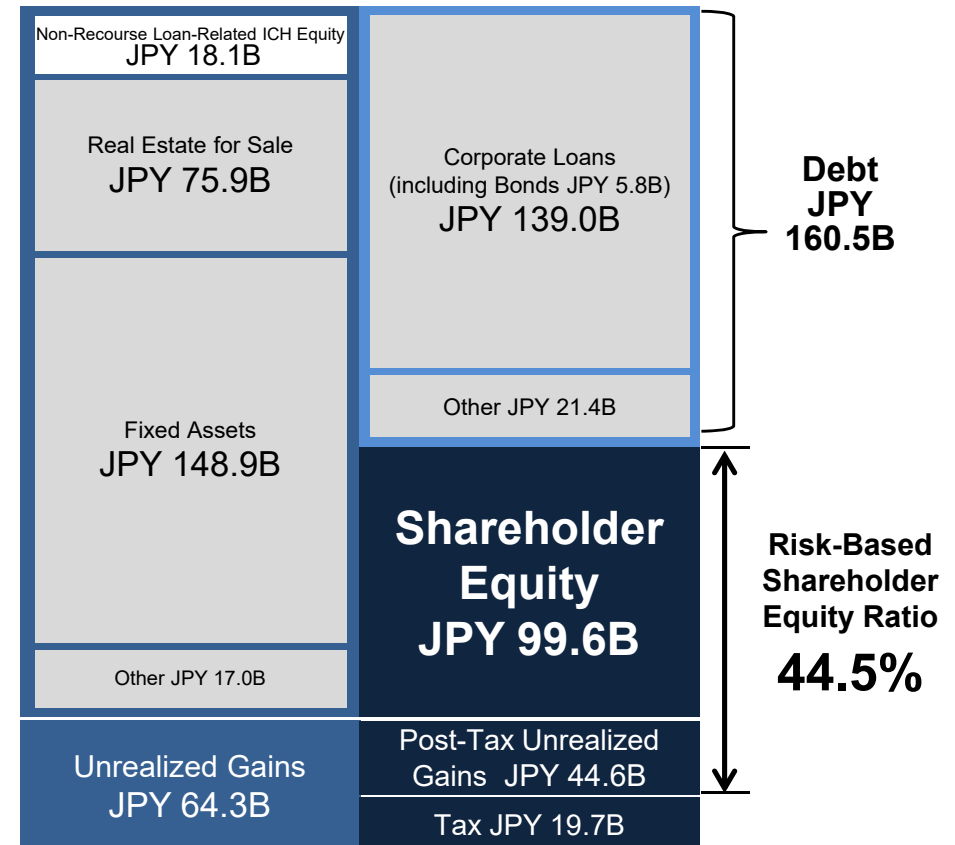 Non-Recourse Loan-Related ICH Equity
JPY 18.1B
Real Estate for Sale
JPY 75.9B
Fixed Assets
JPY 148.9B
Other JPY 17.0B
Unrealized Gains
JPY 64.3B
Corporate Loans
(including Bonds JPY 5.8B)
JPY 139.0B
Other JPY 21.4B
Shareholder
Equity
JPY 99.6B
Post-Tax Unrealized
Gains JPY 44.6B
Tax JPY 19.7B
Debt
JPY
160.5B
Risk-Based
Shareholder
Equity Ratio
44.5%